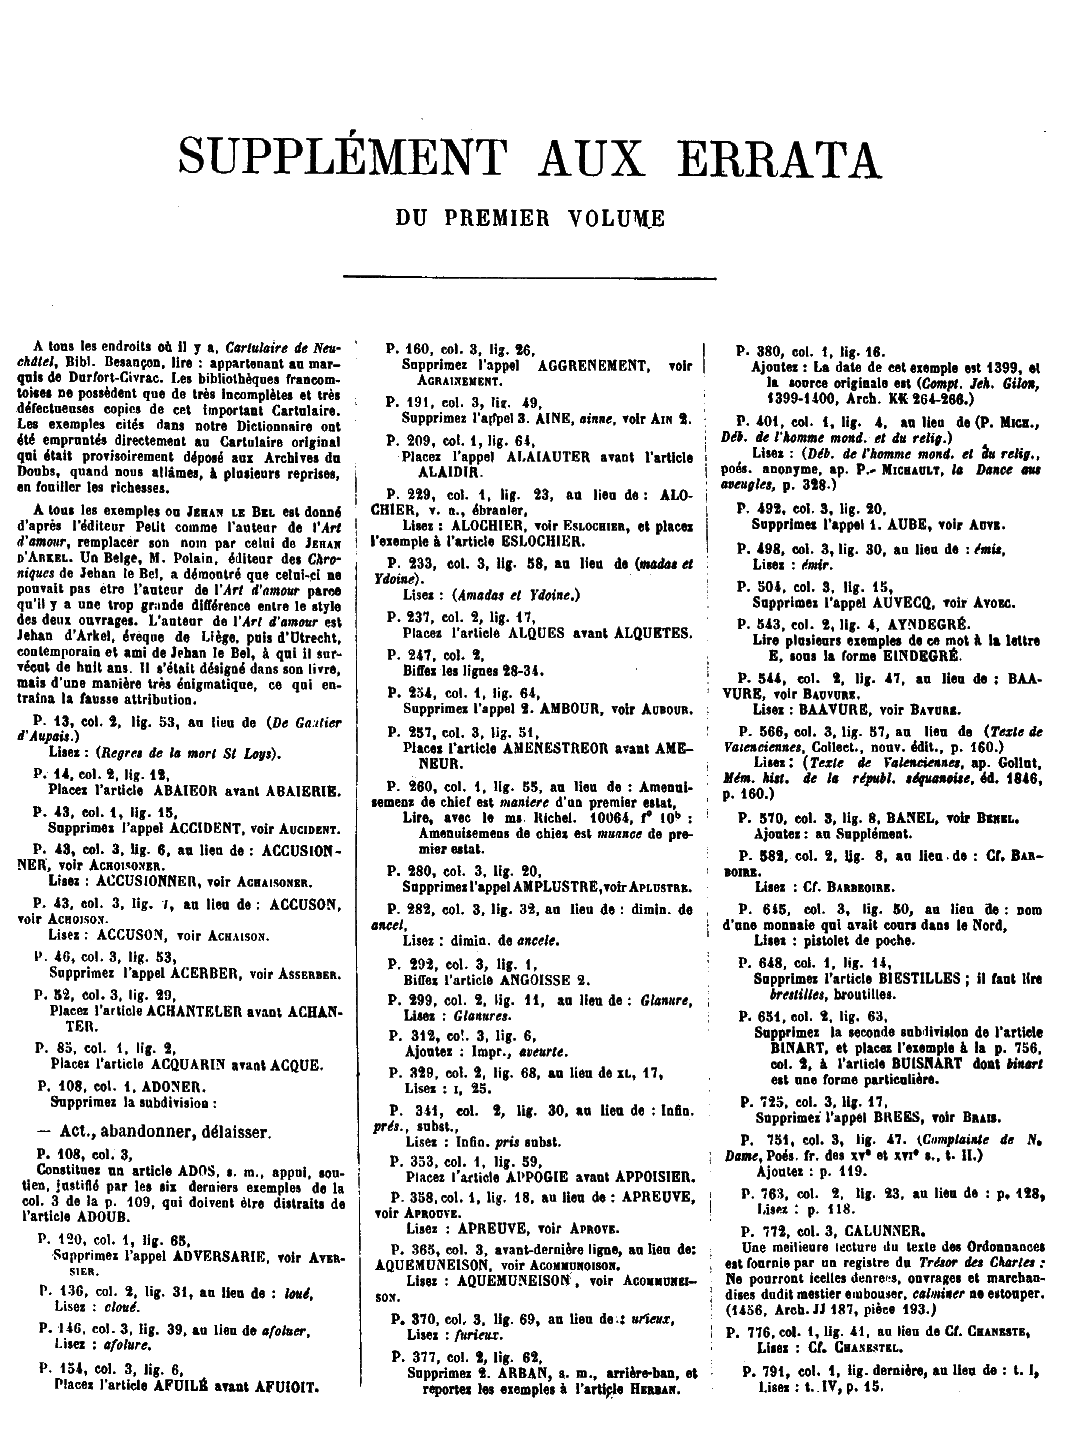 SUPPLÉMENT AUX ERRATA
DU PREMIER VOLUME
A tous les endroits où il y a, Cartulaire de Neu-
châtel, Bibl. Besançon, lire : appartenant au mar-
quis de Durfort-Civrac. Les bibliothèques francom-
toises ne possèdent que de très incomplètes et très
défectueuses copies de cet important Cartulaire.
Les exemples cités dans notre Dictionnaire ont
été empruntés directement au Cartulaire original
qui était provisoirement déposé aux Archives du
Doubs, quand nous allâmes, à plusieurs reprises,
en fouiller les richesses.
A tous les exemples où JEHAN LE BEL est donné
d'après l'éditeur Petit comme l'auteur de l'Art
d'amour, remplacer son nom par celui de JEHAN
D'ARKEL. Un Belge, M. Polain, éditeur des Chro-
niques de Jehan le Bel, a démontré que celui-ci ne
pouvait pas être l'auteur de l'Art d'amour parce
qu'il y a une trop grande différence entre le style
des deux ouvrages. L'auteur de l'Art d'amour est
Jehan d'Arkel, évêque de Liège, puis d'Utrecht,
contemporain et ami de Jehan le Bel, à qui il sur-
vécut de huit ans. Il s'était désigné dans son livre,
mais d'une manière très énigmatique, ce qui en-
traîna la fausse attribution.
P. 13, col. 2, lig. 53, au lieu de (De Gautier
d'Aupais.)
Lisez : (Regres de la mort St Loys).
P. 14, col. 2, lig. 12,
Placez l'article ABAIEOR avant ABAIERIE.
P. 43, col. 1, lig. 15,
Supprimez l'appel ACCIDENT, voir AUCIDENT.
P. 43, col. 3, lig. 6, au lieu de : ACCUSION-
NER, voir ACHOISONER.
Lisez : ACCUSIONNER, voir ACHAISONER.
P. 43, col. 3, lig. 7, au lieu de : ACCUSON,
voir ACHOISON.
Lisez : ACCUSON, voir ACHAISON.
P. 46, col. 3, lig. 53,
Supprimez l'appel ACERBER, voir ASSERBER.
P. 52, col. 3, lig. 29,
Placez l'article ACHANTELER avant ACHAN-
TER.
P. 85, col. 1, lig. 2,
Placez l'article ACQUARIN avant ACQUE.
P. 108, col. 1, ADONER.
Supprimez la subdivision :
— Act., abandonner, délaisser.
P. 108, col. 3,
Constituez un article ADOS, s. m., appui, sou-
tien, justifié par les six derniers exemples de la
col. 3 de la p. 109, qui doivent être distraits de
l'article ADOUB.
P. 120, col. 1, lig. 65,
Supprimez l'appel ADVERSARIE, voir AVER-
SIER.
P. 136, col. 2, lig. 31, au lieu de : loué,
Lisez : cloué.
P. 146, col. 3, lig. 39, au lieu de afoluer,
Lisez : afolure.
P. 154, col. 3, lig. 6,
Placez l'article AFUILÉ avant AFUIOIT.
P. 160, col. 3, lig. 26,
Supprimez l'appel AGGRENEMENT, voir
AGRAINEMENT.
P. 191, col. 3, lig. 49,
Supprimez l'appel 3. AINE, ainne, voir AIN 2.
P. 209, col. 1, lig. 64,
Placez l'appel ALAIAUTER avant l'article
ALAIDIR.
P. 229, col. 1, lig. 23, au lieu de : ALO-
CHIER, v. n., ébranler,
Lisez : ALOCHIER, voir ESLOCHIER, et placez
l'exemple à l'article ESLOCHIER.
P. 233, col. 3, lig. 58, au lieu de (madas et
Ydoine).
Lisez : (Amadas et Ydoine.)
P. 237, col. 2, lig. 17,
Placez l'article ALQUES avant ALQUETES.
P. 247, col. 2,
Biffez les lignes 28-34.
P. 254, col. 1, lig. 64,
Supprimez l'appel 2. AMBOUR, voir AUBOUR.
P. 257, col. 3, lig. 51,
Placez l'article AMENESTREOR avant AME-
NEUR.
P. 260, col. 1, lig. 55, au lieu de : Amenui-
semenz de chief est maniere d'un premier estat,
Lire, avec le ms. Richel. 10064, f° 10b :
Amenuisemens de chiez est muance de pre-
mier estat.
P. 280, col. 3, lig. 20,
Supprimez l'appel AMPLUSTRE, voir APLUSTRE.
P. 282, col. 3, lig. 32, au lieu de : dimin. de
ancel,
Lisez : dimin. de ancele.
P. 292, col. 3, lig. 1,
Biffez l'article ANGOISSE 2.
P. 299, col. 2, lig. 11, au lieu de : Glanure,
Lisez : Glanures.
P. 312, col. 3, lig. 6,
Ajoutez : Impr., aveurte.
P. 329, col. 2, lig. 68, au lieu de XL, 17,
Lisez : I, 25.
P. 341, col. 2, lig. 30, au lieu de : Infin.
prés., subst.,
Lisez : Infin. pris subst.
P. 353, col. 1, lig. 59,
Placez l'article APPOGIE avant APPOISIER.
P. 358, col. 1, lig. 18, au lieu de : APREUVE,
voir APROUVE.
Lisez : APREUVE, voir APROVE.
P. 365, col. 3, avant-dernière ligne, au lieu de:
AQUEMUNEISON, voir ACOMMUNOISON.
Lisez : AQUEMUNEISON, voir ACOMMUNEI-
SON.
P. 370, col. 3, lig. 69, au lieu de : urieux,
Lisez : furieux.
P. 377, col. 2, lig. 62,
Supprimez 2. ARBAN, s. m., arrière-ban, et
reportez les exemples à l'article HERBAN.
P. 380, col. 1, lig. 16.
Ajoutez : La date de cet exemple est 1399, et
la source originale est (Compt. Jeh. Gilon,
1399-1400, Arch. KK 264-266.)
P. 401, col. 1, lig. 4, au lieu de (P. MICH.,
Déb. de l'homme mond. et du relig.)
Lisez : (Déb. de l'homme mond. et du relig.,
poés. anonyme, ap. P. MICHAULT, la Dance aus
aveugles, p. 328.)
P. 492, col. 3, lig. 20,
Supprimez l'appel 1. AUBE, voir AUVE.
P. 498, col. 3, lig. 30, au lieu de : émis,
Lisez : émir.
P. 504, col. 3, lig. 15,
Supprimez l'appel AUVECQ, voir AVOEC.
P. 543, col. 2, lig. 4, AYNDEGRÉ.
Lire plusieurs exemples de ce mot à la lettre
E, sous la forme EINDEGRÉ.
P. 544, col. 2, lig. 47, au lieu de : BAA-
VURE, voir BAUVURE.
Lisez : BAAVURE, voir BAVURE.
P. 566, col. 3, lig. 57, au lieu de (Texte de
Valenciennes, Collect., nouv. édit., p. 160.)
Lisez : (Texte de Valenciennes, ap. Gollut,
Mém. hist. de la républ. séquanoise, éd. 1846,
p. 160.)
P. 570, col. 3, lig. 8, BANEL, voir BENEL.
Ajoutez : au Supplément.
P. 582, col. 2, lig. 8, au lieu de : Cf. BAR-
BOIRE.
Lisez : Cf. BARBEOIRE.
P. 645, col. 3, lig. 50, au lieu de : nom
d'une monnaie qui avait cours dans le Nord,
Lisez : pistolet de poche.
P. 648, col. 1, lig. 14,
Supprimez l'article BIESTILLES ; il faut lire
brestilles, broutilles.
P. 651, col. 2, lig. 63,
Supprimez la seconde subdivision de l'article
BINART, et placez l'exemple à la p. 756,
col. 2, à l'article BUISNART dont binart
est une forme particulière.
P. 725, col. 3, lig. 17,
Supprimez l'appel BREES, voir BRAIS.
P. 751, col. 3, lig. 47. (Complainte de N.
Dame, Poés. fr. des XVe et XVIe s., t. II.)
Ajoutez : p. 119.
P. 763, col. 2, lig. 23, au lieu de : p. 128,
Lisez : p. 118.
P. 772, col. 3, CALUNNER.
Une meilleure lecture du texte des Ordonnances
est fournie par un registre du Trésor des Chartes :
Ne pourront icelles denrees, ouvrages et marchan-
dises dudit mestier embouser, calminer ne estouper.
(1456, Arch. JJ 187, pièce 193.)
P. 776, col. 1, lig. 41, au lieu de Cf. CHANESTE,
Lisez : Cf. CHANESTEL.
P. 791, col. 1, lig. dernière, au lieu de : t. I,
Lisez : t. IV, p. 15.